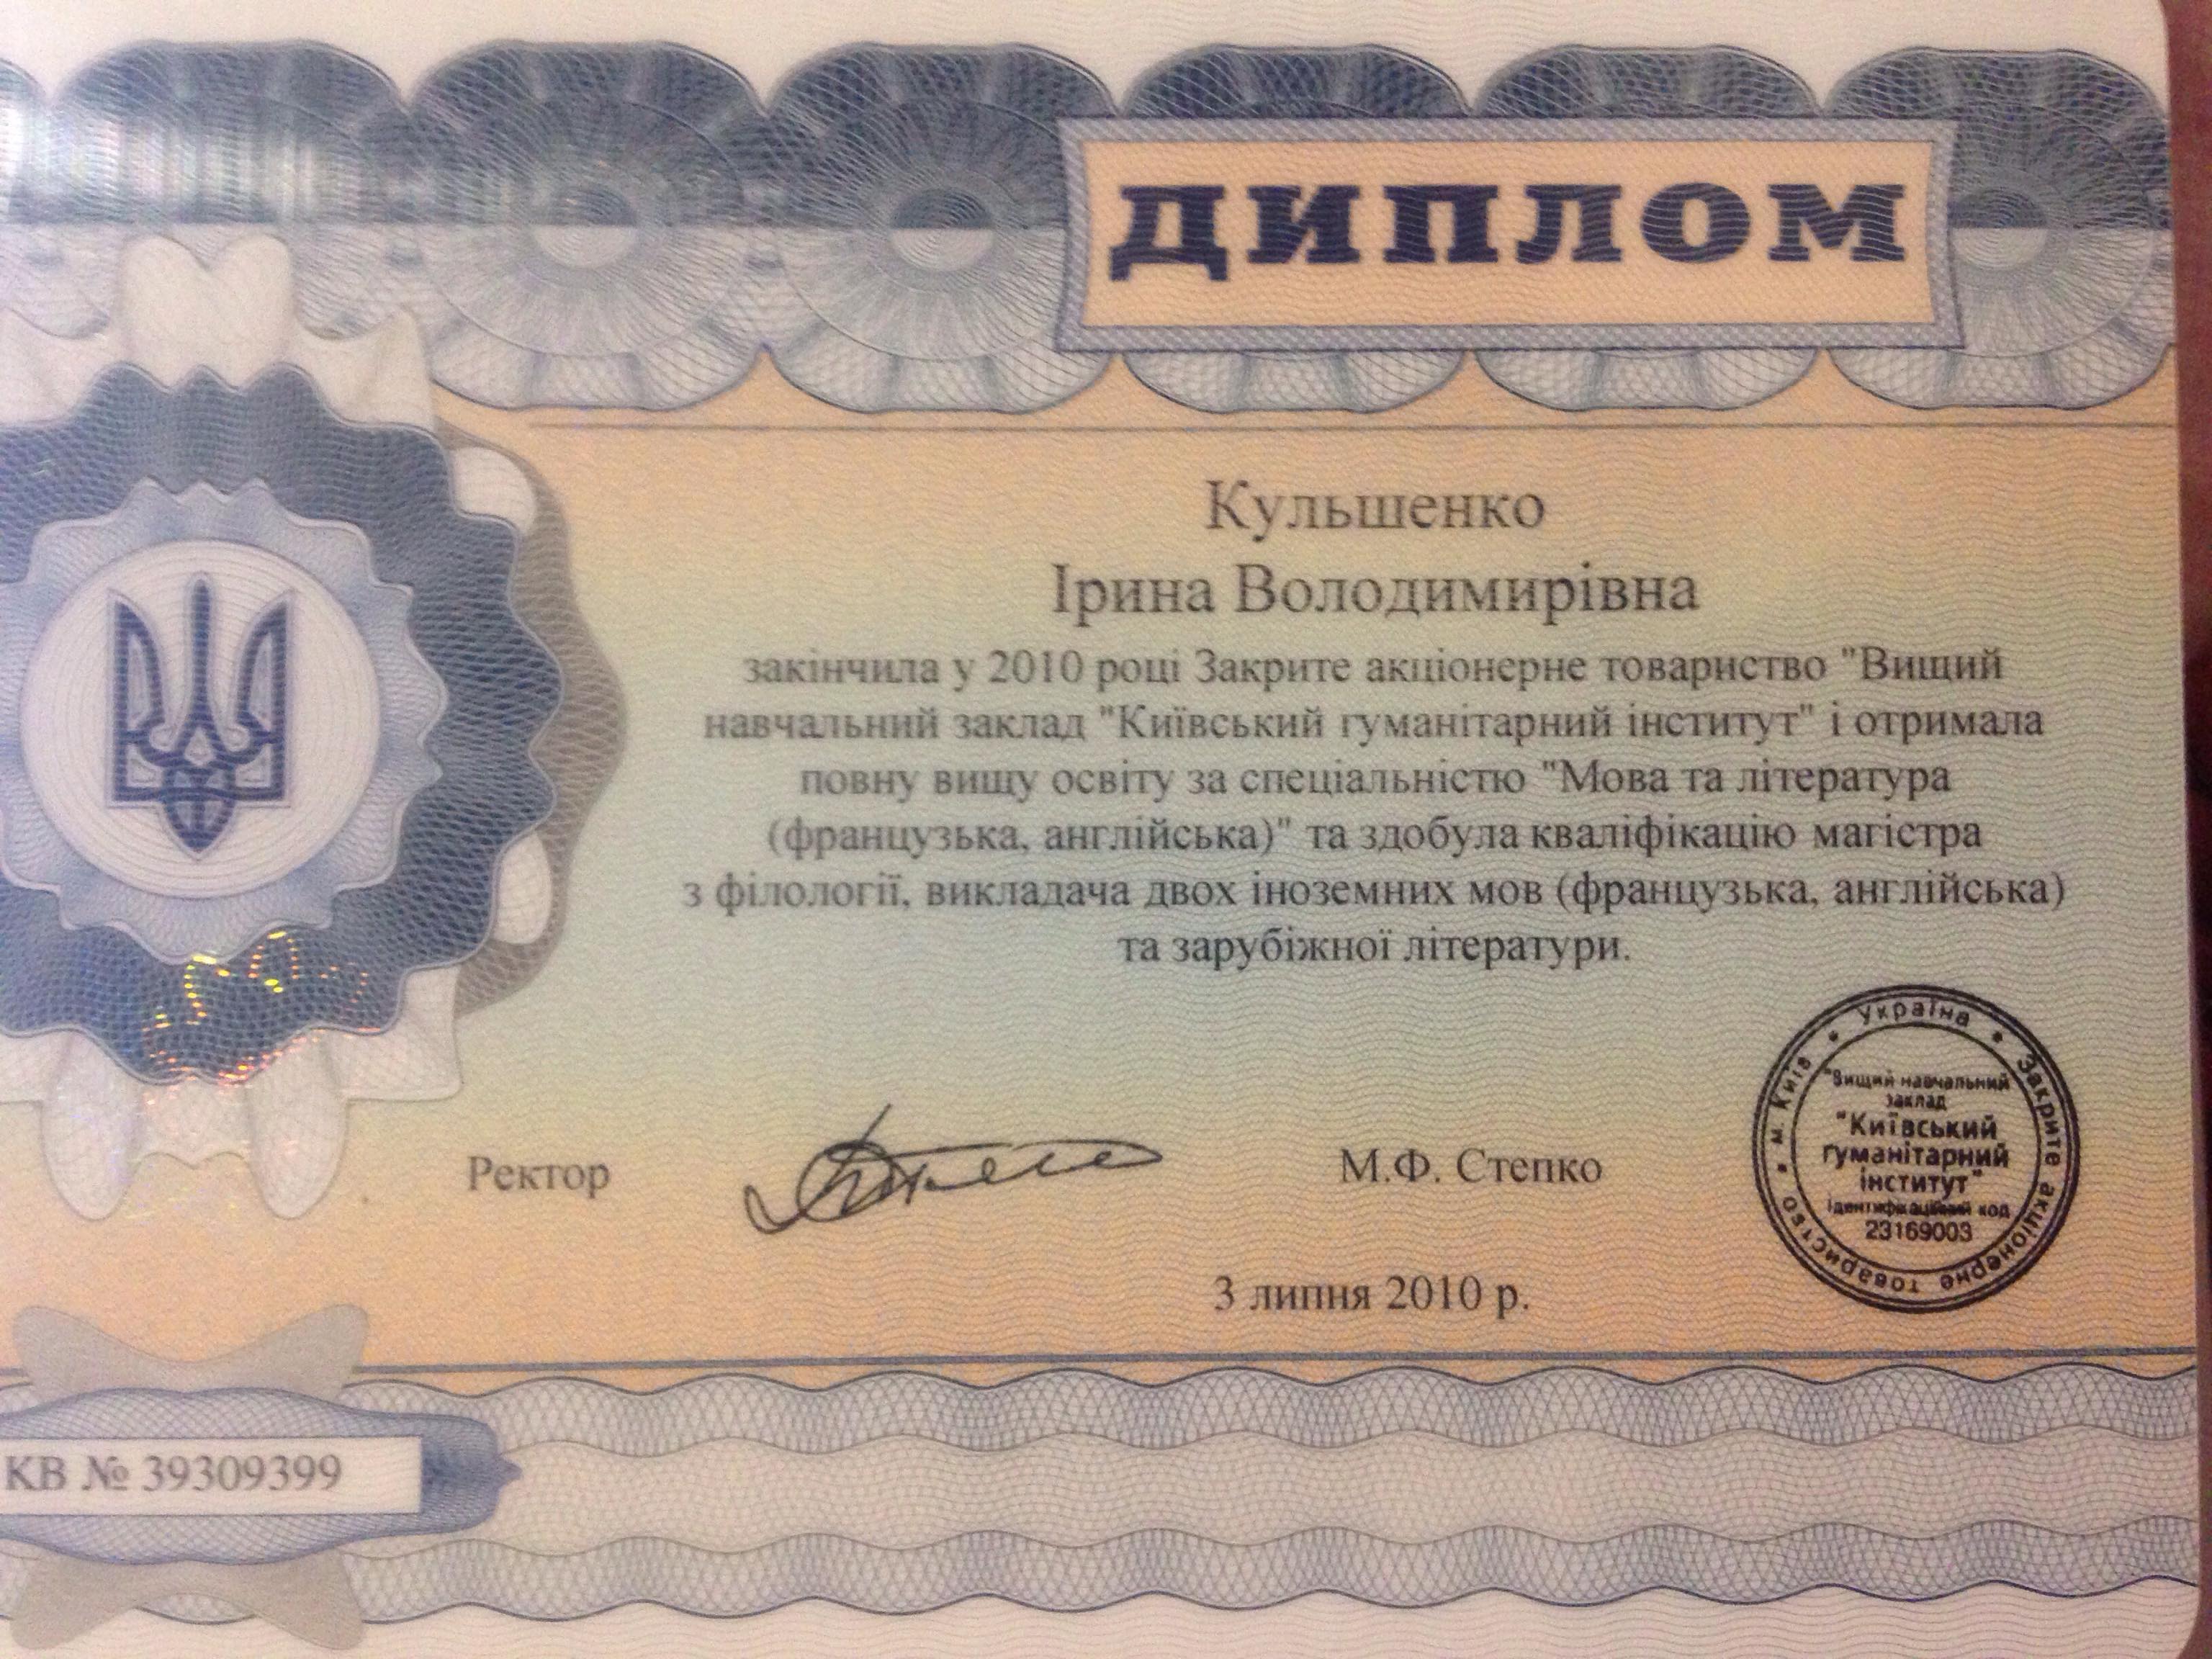 ДИПЛОМ
Кульшенко
Ірина Володимирівна
закінчила у 2010 році Закрите акціонерне товариство "Вищий
навчальний заклад "Київський гуманітарний інститут" і отримала
повну вищу освіту за спеціальністю "Мова та література
(французька, англійська)" та здобула кваліфікацію магістра
з філології, викладача двох іноземних мов (французька, англійська)
та зарубіжної літератури.
Ректор
М.Ф. Степко
3 липня 2010 р.
Україна * Закрите акціонерне товариство * м. Київ *
"Вищий навчальний
заклад
"Київський
гуманітарний
інститут"
Ідентифікаційний код
23169003
КВ № 39309399